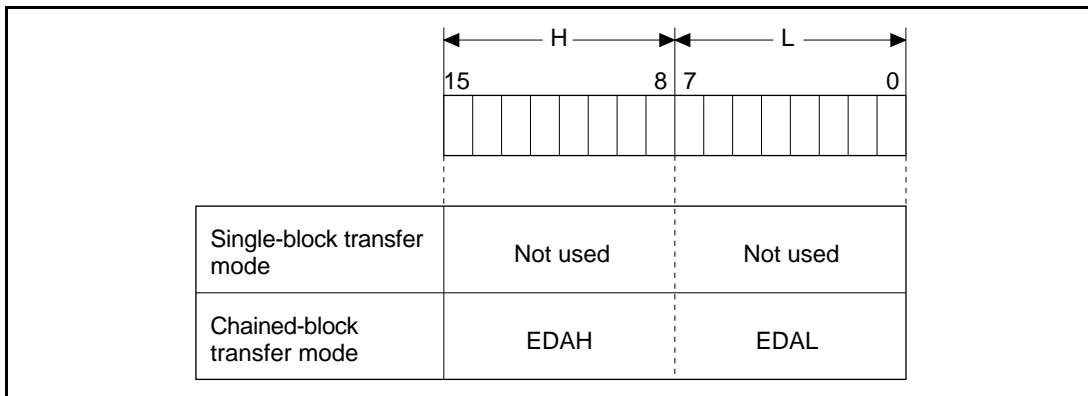 H L
15 8 7 0
Single-block transfer
mode
Not used Not used
Chained-block
transfer mode
EDAH EDAL